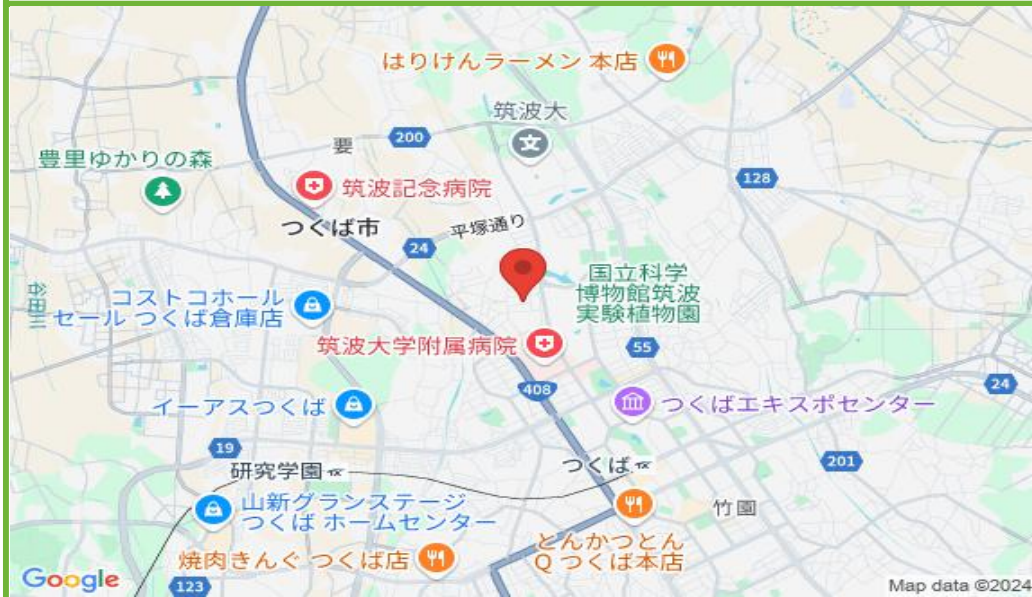 はりけんラーメン 本店
筑波大
要
200
豊里ゆかりの森
128
筑波記念病院
つくば市
平塚通り
24
国立科学
博物館筑波
実験植物園
谷田川
コストコホール
セール つくば倉庫店
筑波大学附属病院
55
408
24
イーアスつくば
つくばエキスポセンター
19
研究学園
つくば
201
山新グランステージ
つくば ホームセンター
竹園
とんかつとん
Q つくば本店
焼肉きんぐ つくば店
Google
123
Map data ©2024